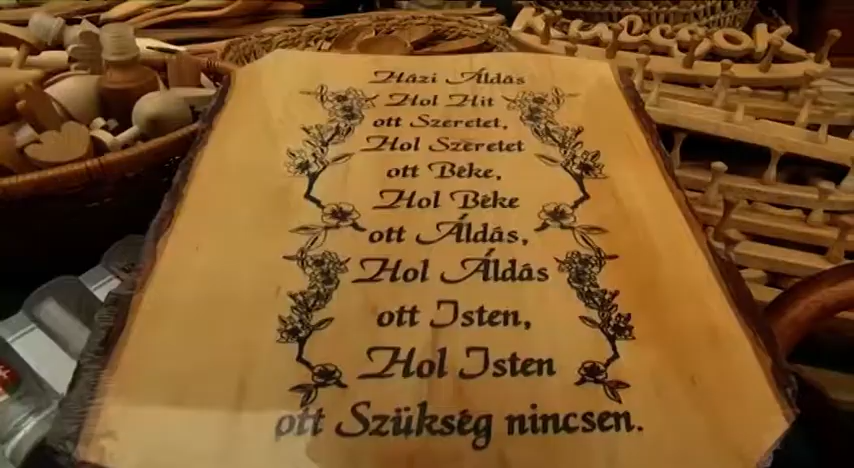 Házi Áldás
Hol Hit
ott Szeretet,
Hol Szeretet
ott Béke,
Hol Béke
ott Áldás,
Hol Áldás
ott Isten,
Hol Isten
ott Szükség nincsen.